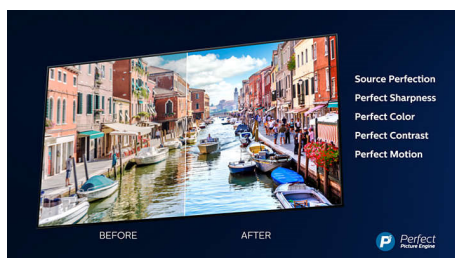 Source Perfection
Perfect Sharpness
Perfect Color
Perfect Contrast
Perfect Motion
BEFORE
AFTER
Perfect
Picture Engine